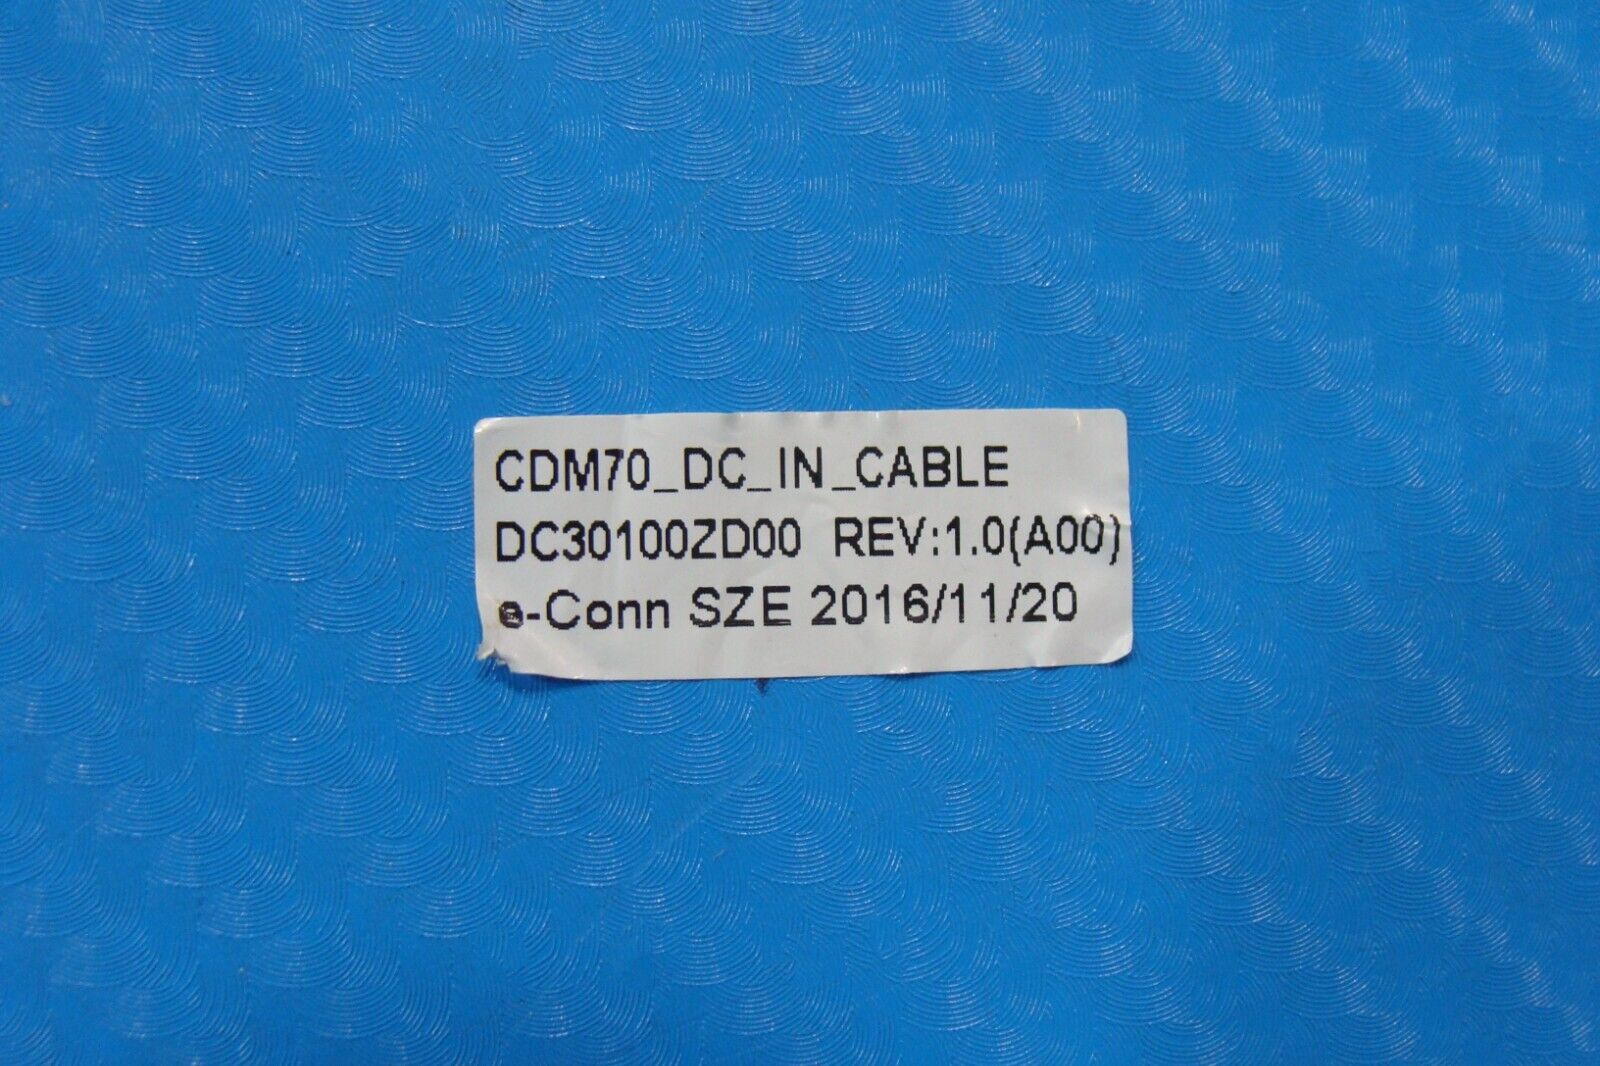 CDM70_DC_IN_CABLE
DC30100ZD00 REV:1.0(A00)
e-Conn SZE 2016/11/20